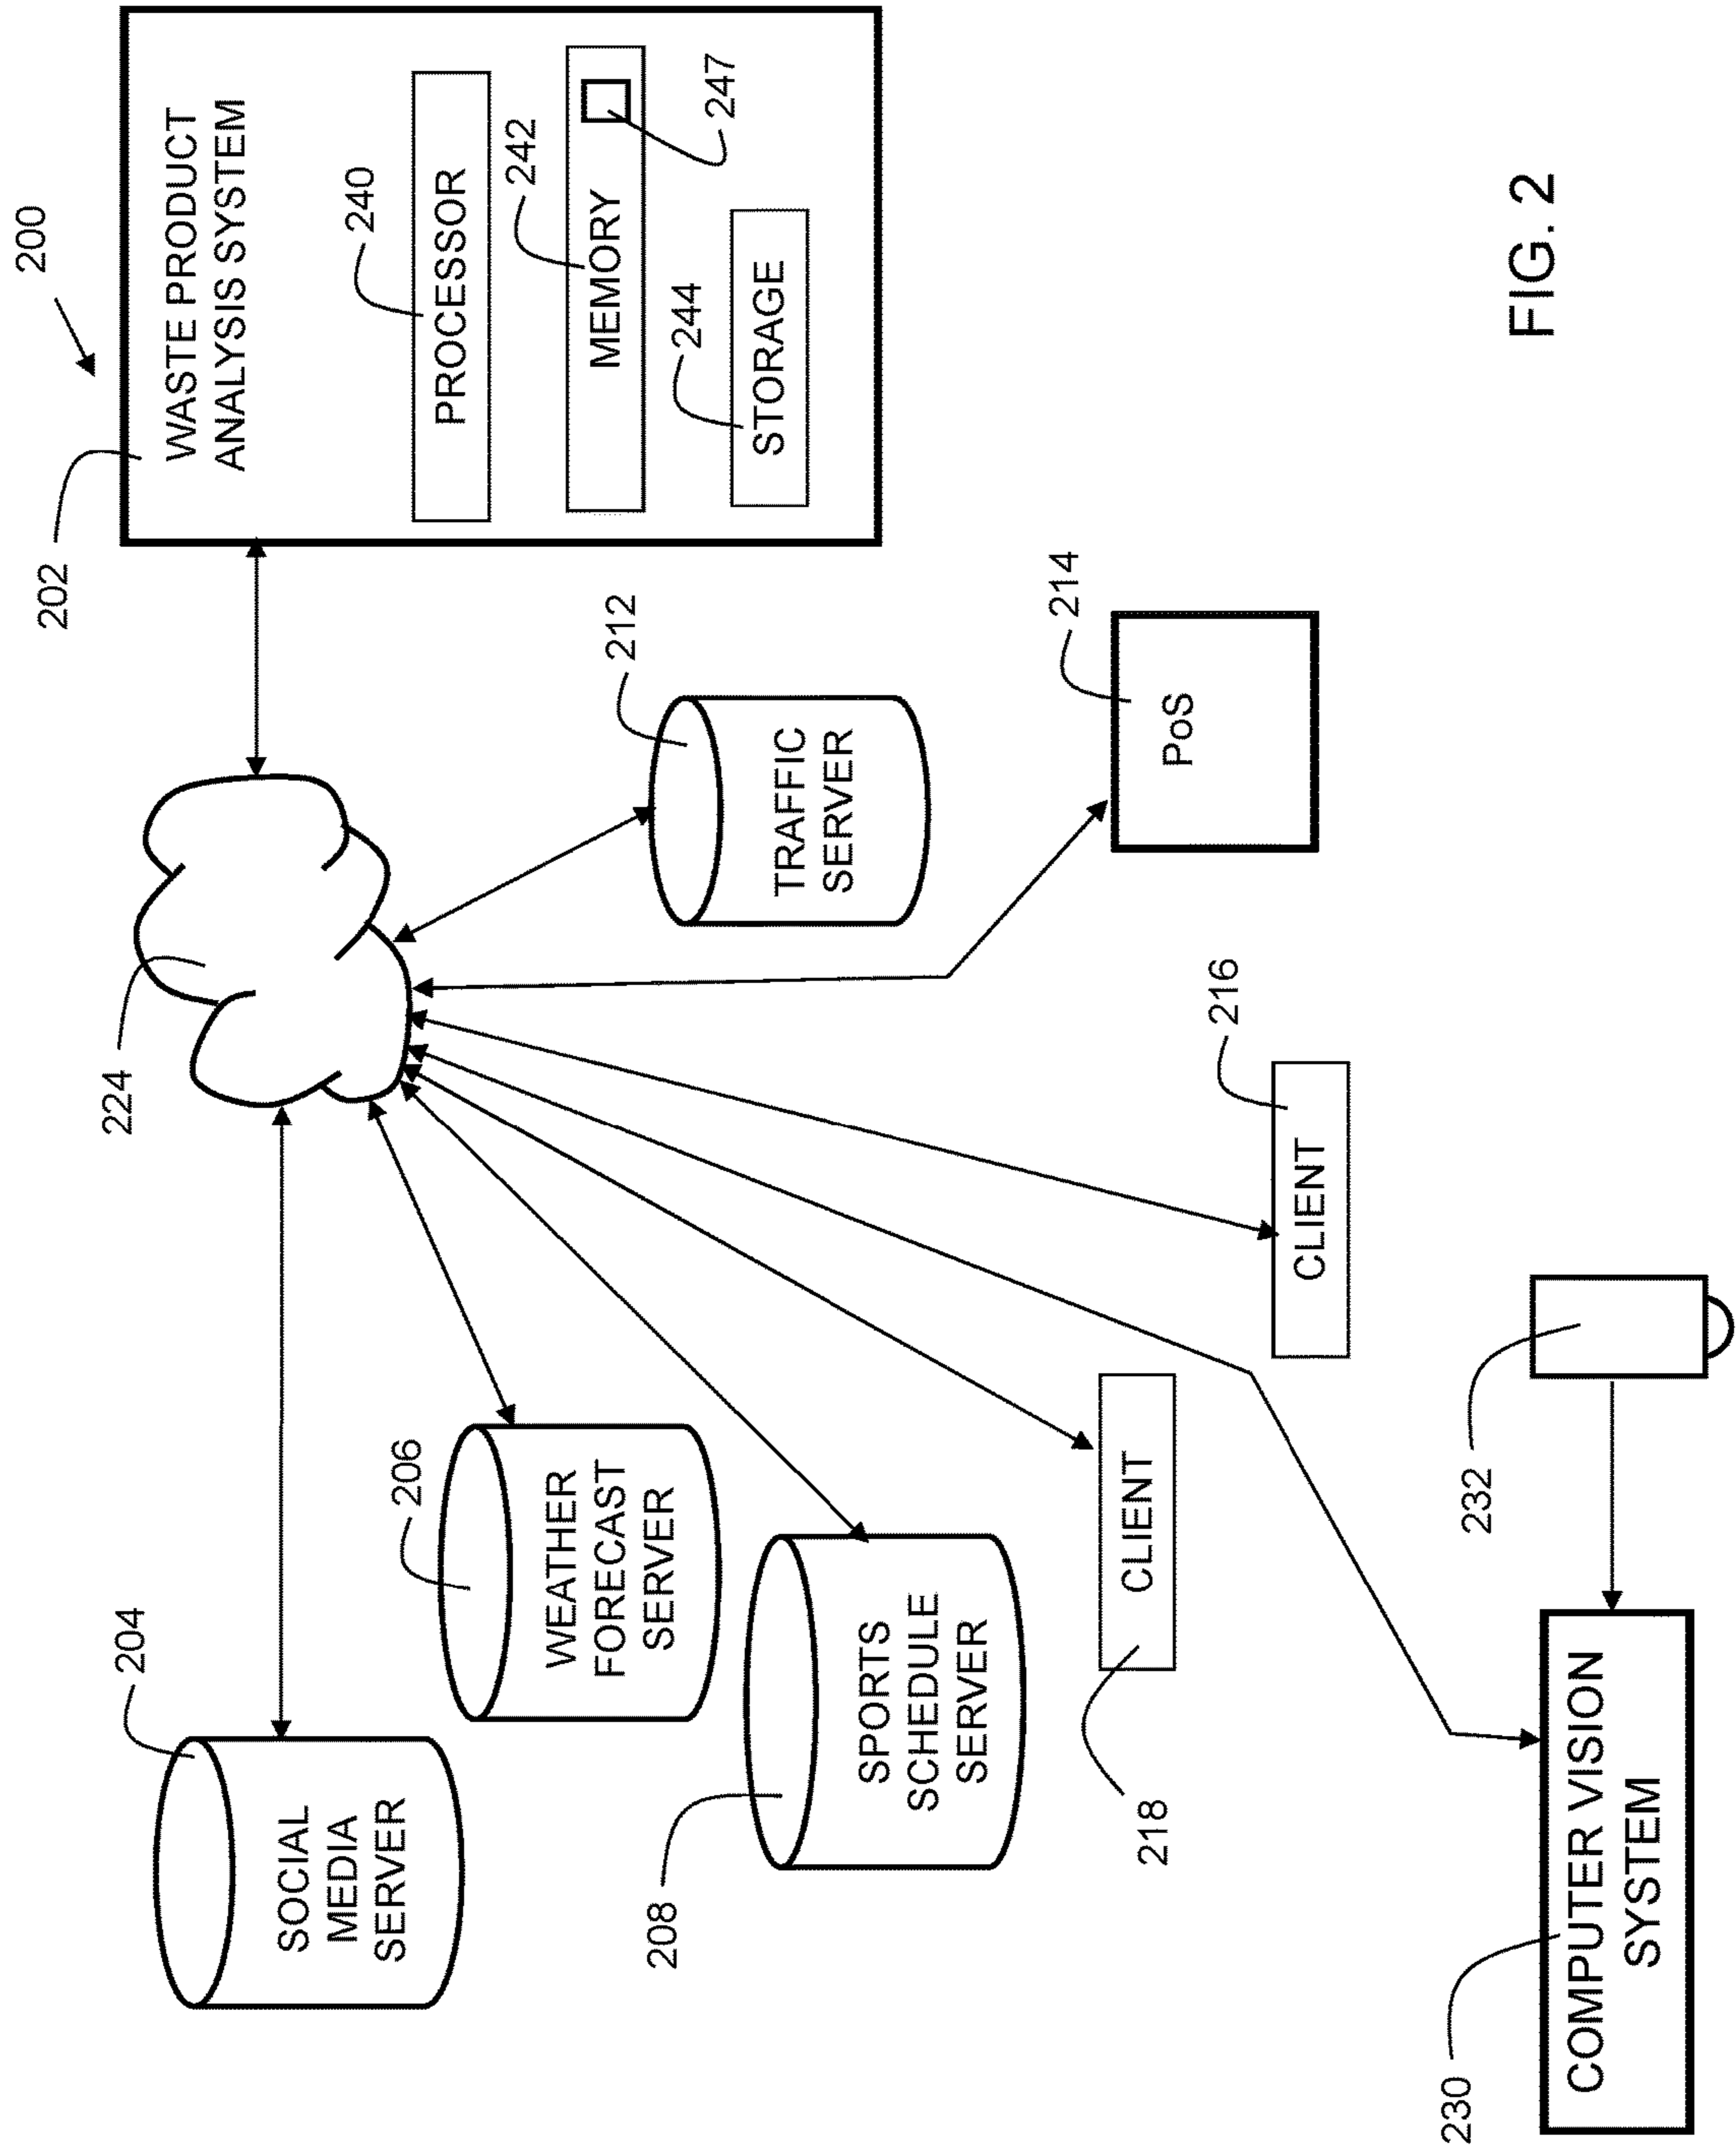 200
202
WASTE PRODUCT
ANALYSIS SYSTEM
240
PROCESSOR
242
MEMORY
247
244
STORAGE
224
204
SOCIAL
MEDIA
SERVER
206
WEATHER
FORECAST
SERVER
208
SPORTS
SCHEDULE
SERVER
212
TRAFFIC
SERVER
214
PoS
216
CLIENT
218
CLIENT
230
COMPUTER VISION
SYSTEM
232
FIG. 2